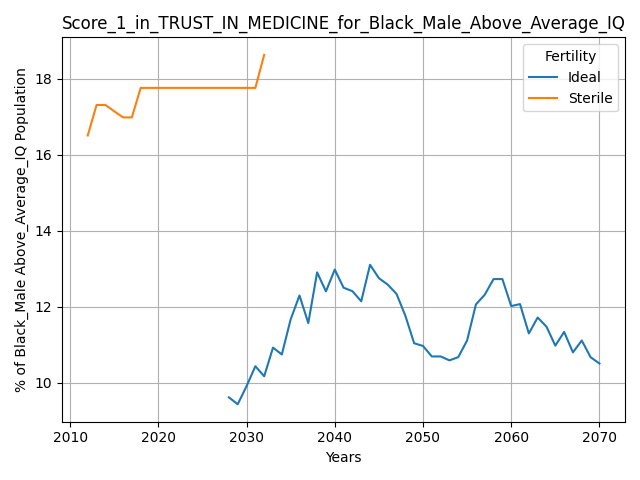 Score_1_in_TRUST_IN_MEDICINE_for_Black_Male_Above_Average_IQ
Fertility
Ideal
Sterile
% of Black_Male Above_Average_IQ Population
18
16
14
12
10
2010 2020 2030 2040 2050 2060 2070
Years